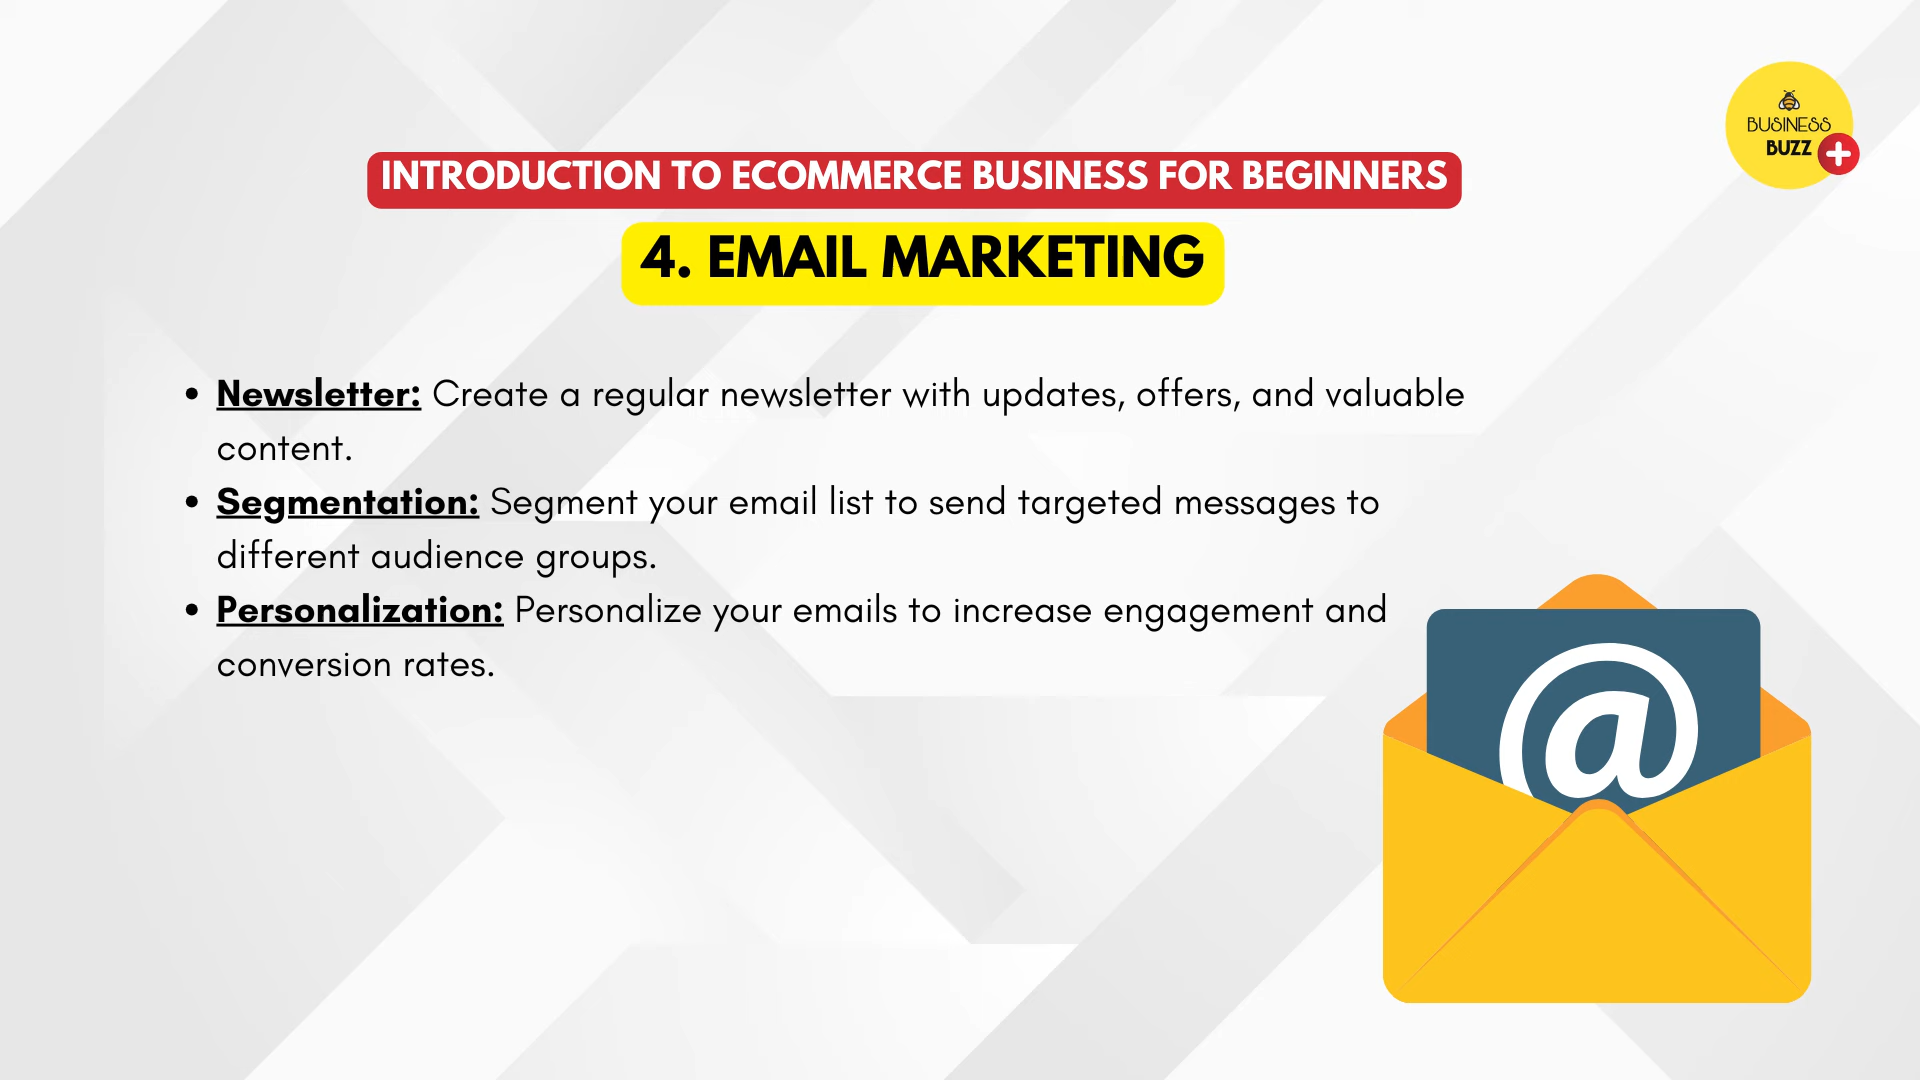 BUSINESS
BUZZ
INTRODUCTION TO ECOMMERCE BUSINESS FOR BEGINNERS
4. EMAIL MARKETING
• Newsletter: Create a regular newsletter with updates, offers, and valuable
content.
• Segmentation: Segment your email list to send targeted messages to
different audience groups.
• Personalization: Personalize your emails to increase engagement and
conversion rates.
@